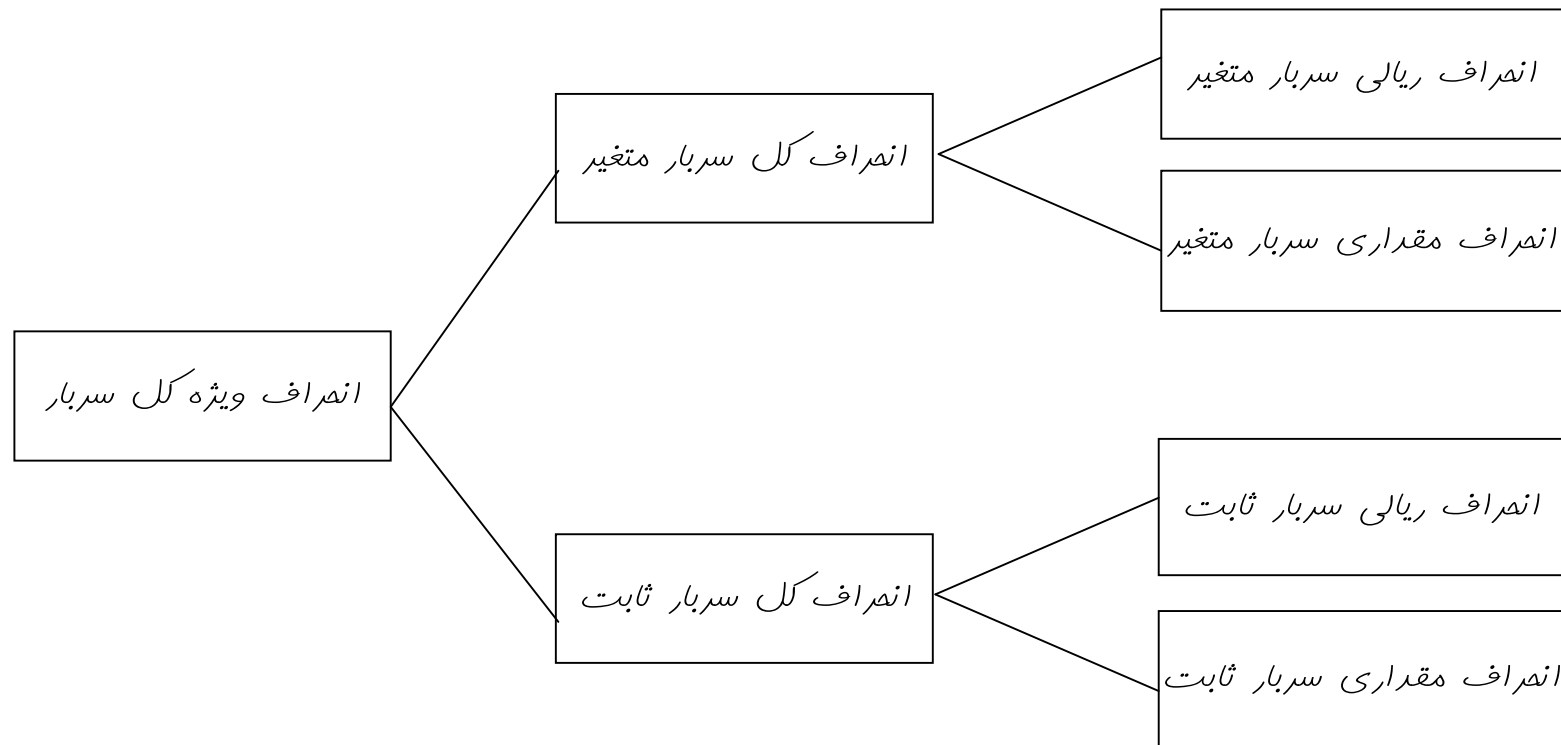 انحراف ریالی سربار متغیر
انحراف کل سربار متغیر
انحراف مقداری سربار متغیر
انحراف ویژه کل سربار
انحراف ریالی سربار ثابت
انحراف کل سربار ثابت
انحراف مقداری سربار ثابت